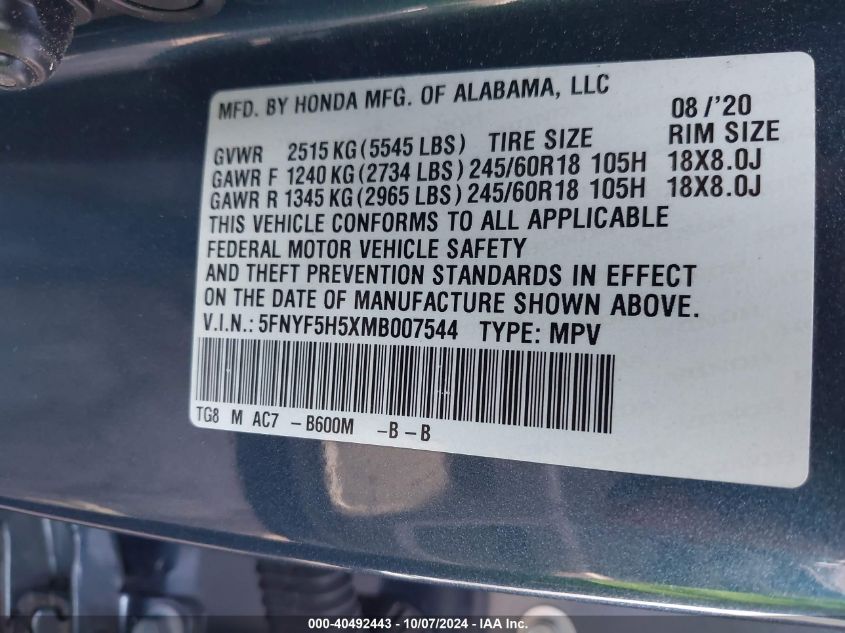 MFD. BY HONDA MFG. OF ALABAMA, LLC 08/'20
GVWR 2515 KG (5545 LBS) TIRE SIZE RIM SIZE
GAWR F 1240 KG (2734 LBS) 245/60R18 105H 18X8.0J
GAWR R 1345 KG (2965 LBS) 245/60R18 105H 18X8.0J
THIS VEHICLE CONFORMS TO ALL APPLICABLE
FEDERAL MOTOR VEHICLE SAFETY
AND THEFT PREVENTION STANDARDS IN EFFECT
ON THE DATE OF MANUFACTURE SHOWN ABOVE.
V.I.N.: 5FNYF5H5XMB007544 TYPE: MPV
TG8 M AC7 - B600M - B - B
000-40492443 - 10/07/2024 - IAA Inc.